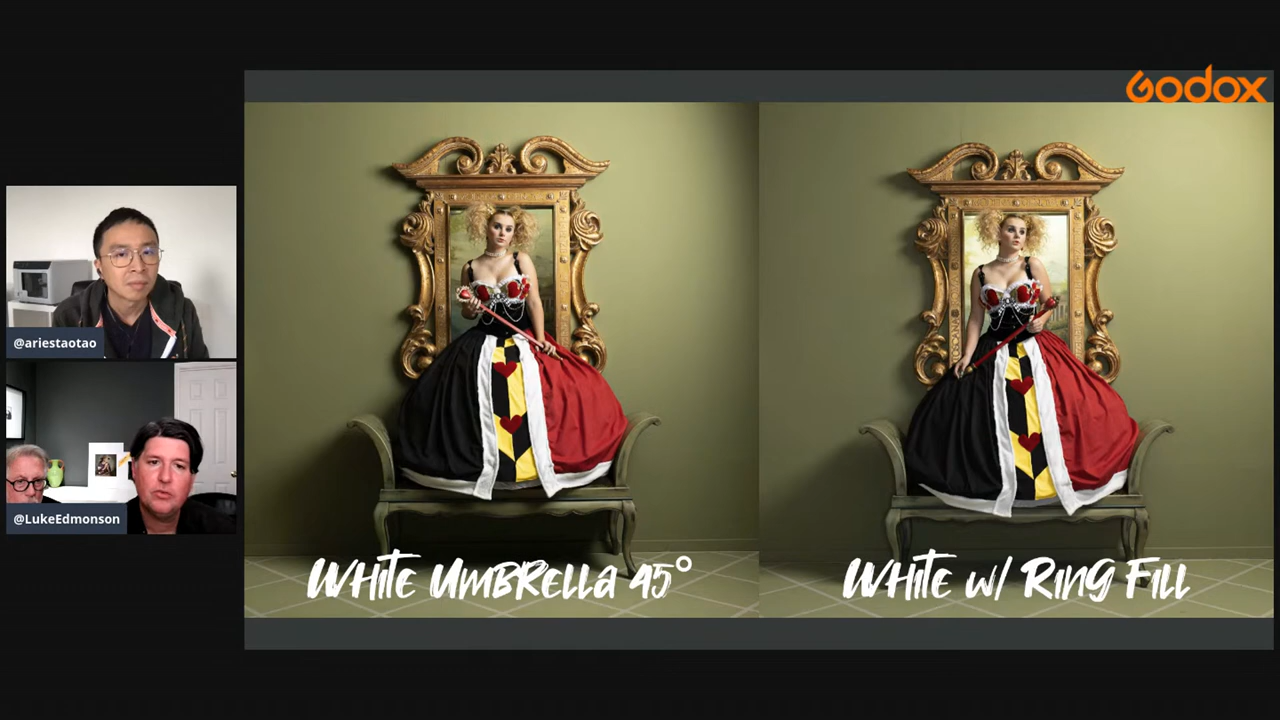 Godox
@ariestaotao
@LukeEdmonson
White Umbrella 45°
White w/ Ring Fill